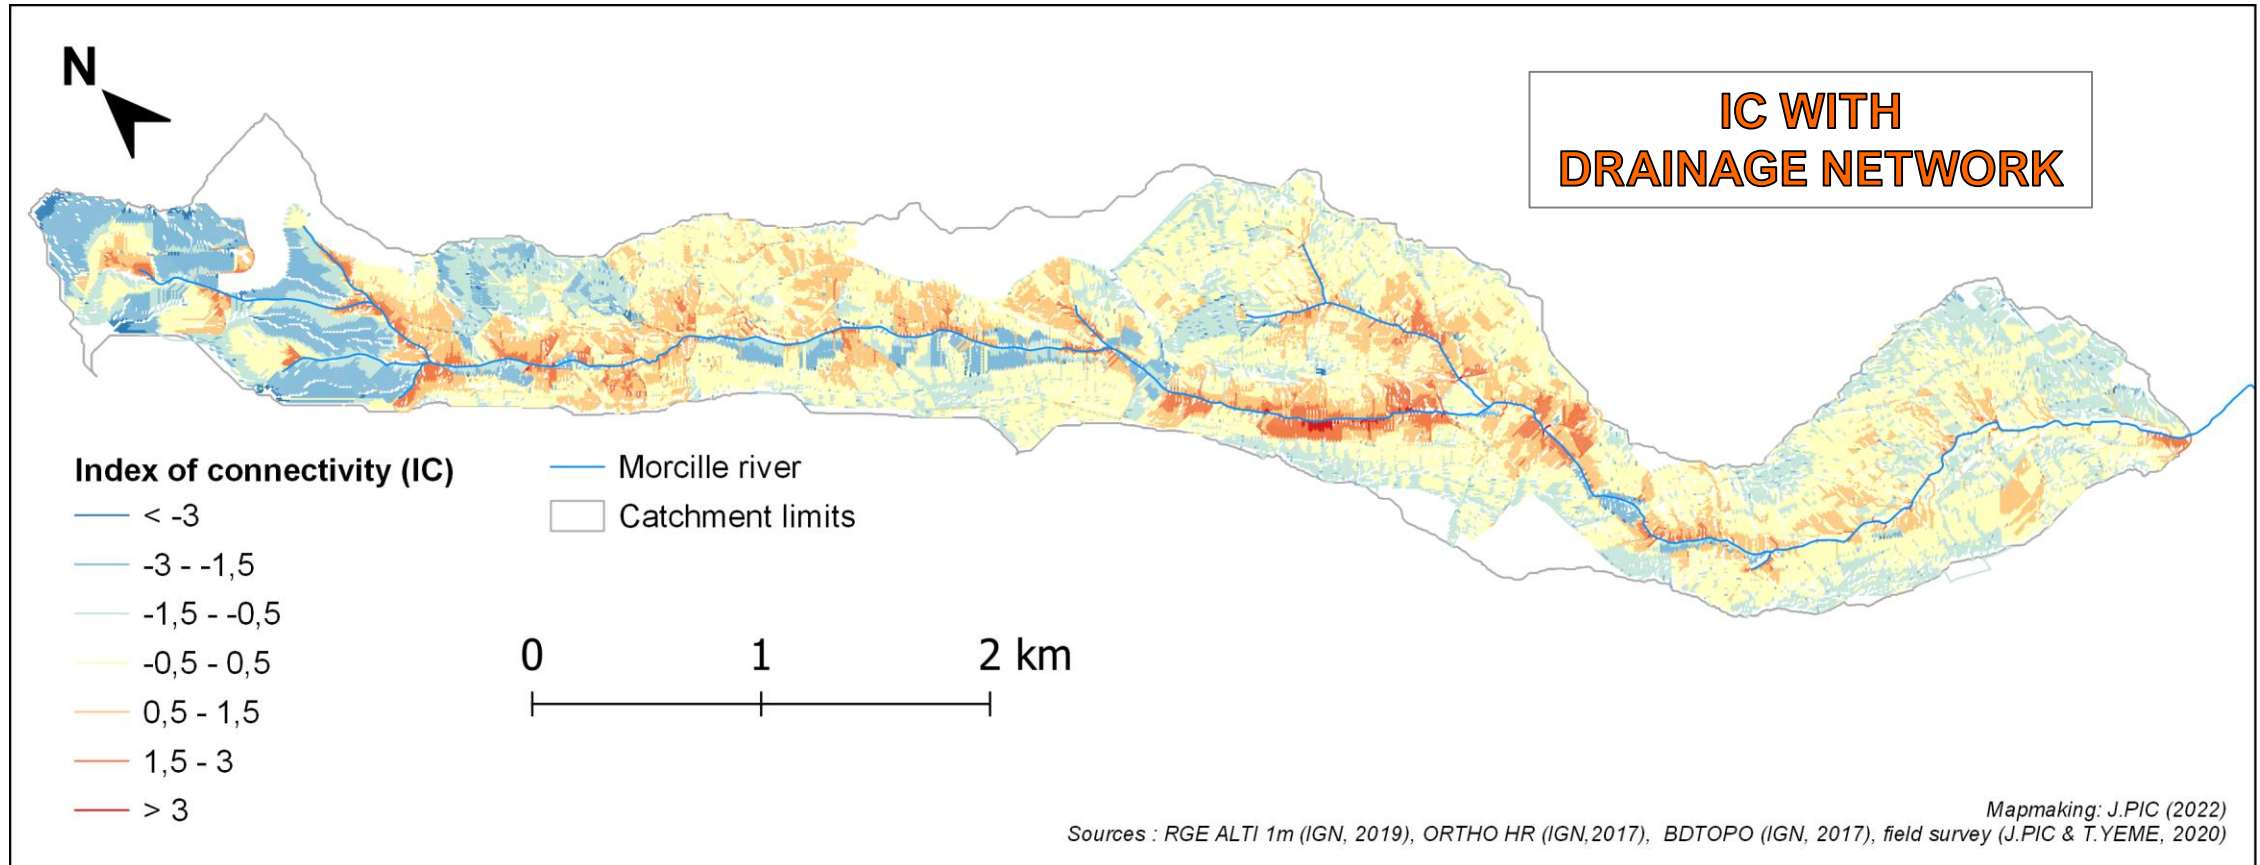 N
IC WITH
DRAINAGE NETWORK
Index of connectivity (IC)
< -3
-3 - -1,5
-1,5 - -0,5
-0,5 - 0,5
0,5 - 1,5
1,5 - 3
> 3
Morcille river
Catchment limits
0 1 2 km
Mapmaking: J.PIC (2022)
Sources : RGE ALTI 1m (IGN, 2019), ORTHO HR (IGN,2017), BDTOPO (IGN, 2017), field survey (J.PIC & T.YEME, 2020)